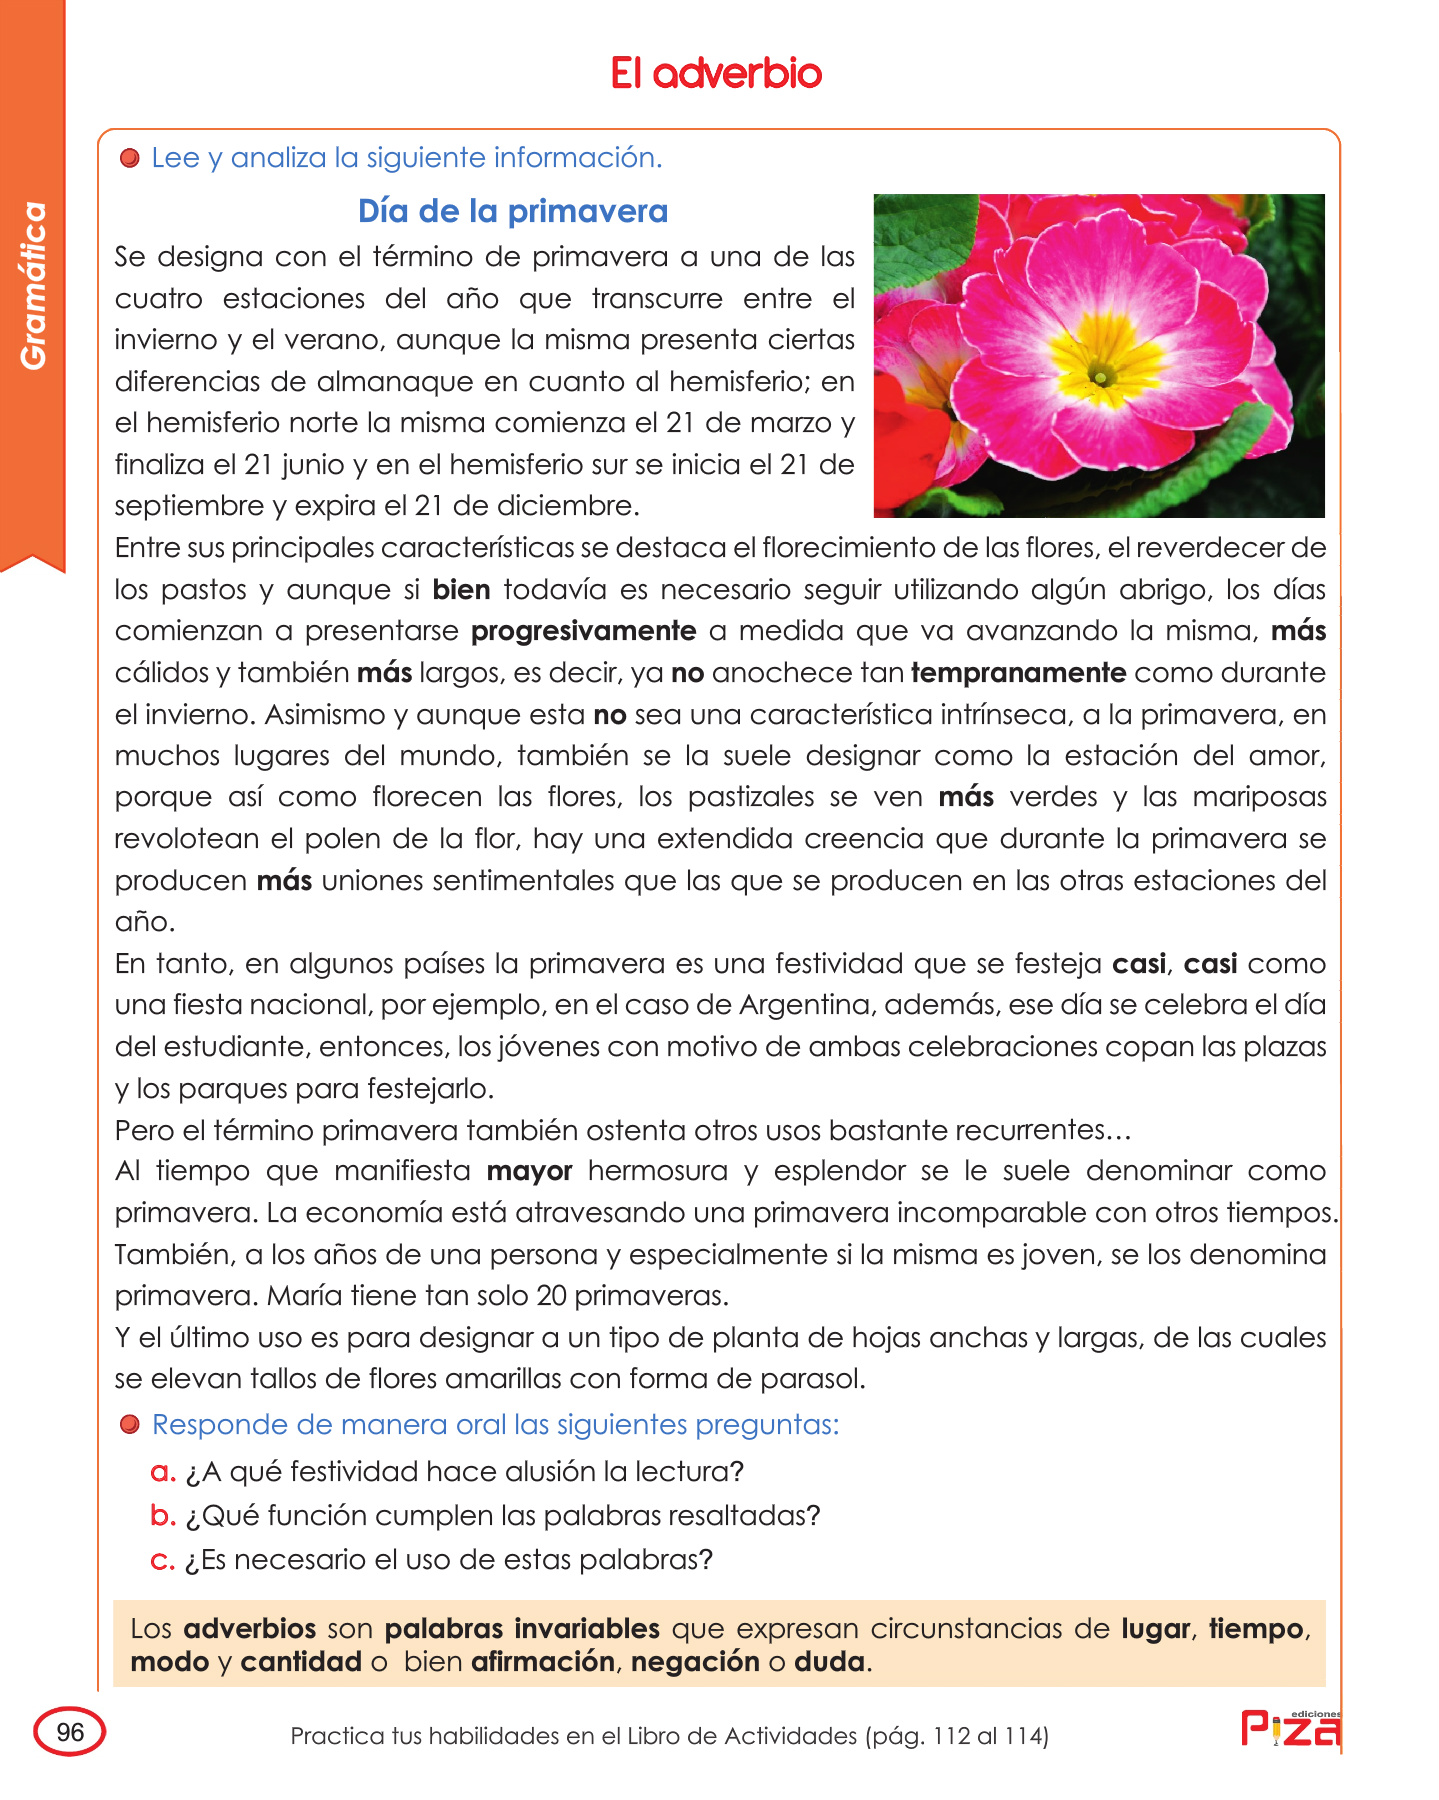 El adverbio
Gramática
Lee y analiza la siguiente información.
Día de la primavera
Se designa con el término de primavera a una de las
cuatro estaciones del año que transcurre entre el
invierno y el verano, aunque la misma presenta ciertas
diferencias de almanaque en cuanto al hemisferio; en
el hemisferio norte la misma comienza el 21 de marzo y
finaliza el 21 junio y en el hemisferio sur se inicia el 21 de
septiembre y expira el 21 de diciembre.
Entre sus principales características se destaca el florecimiento de las flores, el reverdecer de
los pastos y aunque si bien todavía es necesario seguir utilizando algún abrigo, los días
comienzan a presentarse progresivamente a medida que va avanzando la misma, más
cálidos y también más largos, es decir, ya no anochece tan tempranamente como durante
el invierno. Asimismo y aunque esta no sea una característica intrínseca, a la primavera, en
muchos lugares del mundo, también se la suele designar como la estación del amor,
porque así como florecen las flores, los pastizales se ven más verdes y las mariposas
revolotean el polen de la flor, hay una extendida creencia que durante la primavera se
producen más uniones sentimentales que las que se producen en las otras estaciones del
año.
En tanto, en algunos países la primavera es una festividad que se festeja casi, casi como
una fiesta nacional, por ejemplo, en el caso de Argentina, además, ese día se celebra el día
del estudiante, entonces, los jóvenes con motivo de ambas celebraciones copan las plazas
y los parques para festejarlo.
Pero el término primavera también ostenta otros usos bastante recurrentes…
Al tiempo que manifiesta mayor hermosura y esplendor se le suele denominar como
primavera. La economía está atravesando una primavera incomparable con otros tiempos.
También, a los años de una persona y especialmente si la misma es joven, se los denomina
primavera. María tiene tan solo 20 primaveras.
Y el último uso es para designar a un tipo de planta de hojas anchas y largas, de las cuales
se elevan tallos de flores amarillas con forma de parasol.
Responde de manera oral las siguientes preguntas:
a. ¿A qué festividad hace alusión la lectura?
b. ¿Qué función cumplen las palabras resaltadas?
c. ¿Es necesario el uso de estas palabras?
Los adverbios son palabras invariables que expresan circunstancias de lugar, tiempo,
modo y cantidad o bien afirmación, negación o duda.
96
Practica tus habilidades en el Libro de Actividades (pág. 112 al 114)
ediciones
Piza